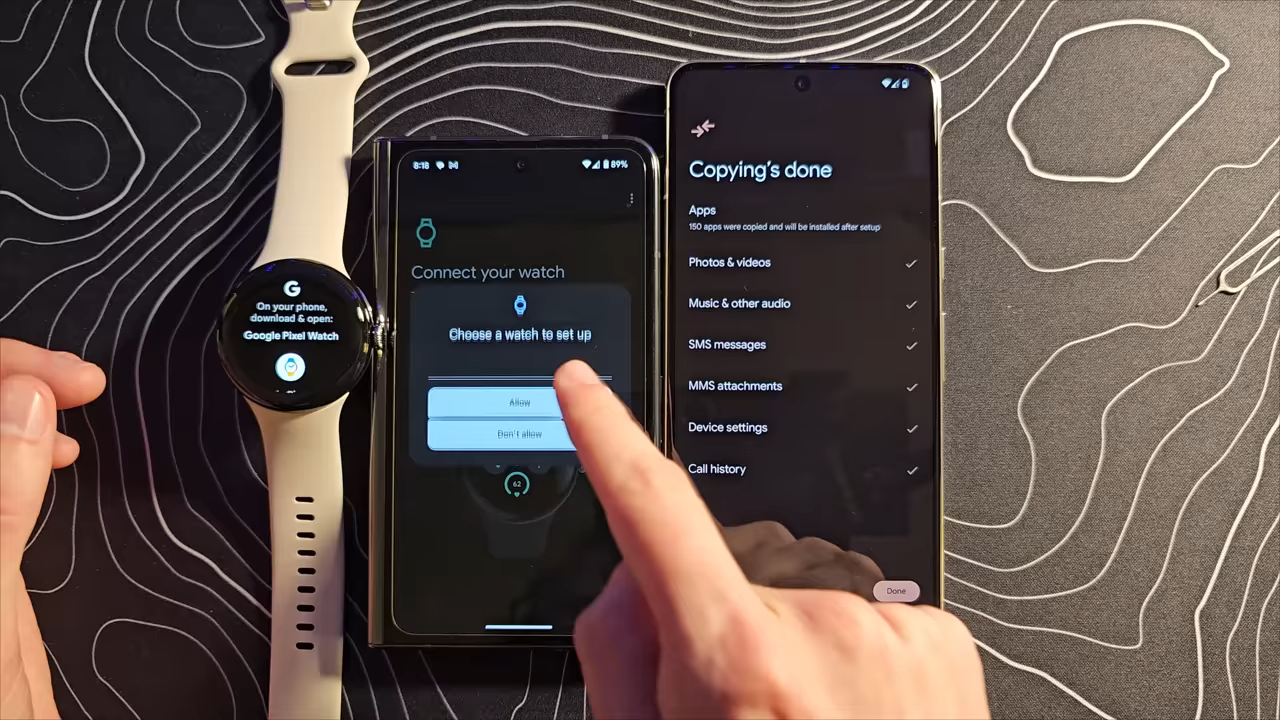 G
On your phone,
download & open:
Google Pixel Watch
8:18
89%
Connect your watch
Choose a watch to set up
Allow
Don't allow
62
Copying's done
Apps
150 apps were copied and will be installed after setup
Photos & videos
Music & other audio
SMS messages
MMS attachments
Device settings
Call history
Done